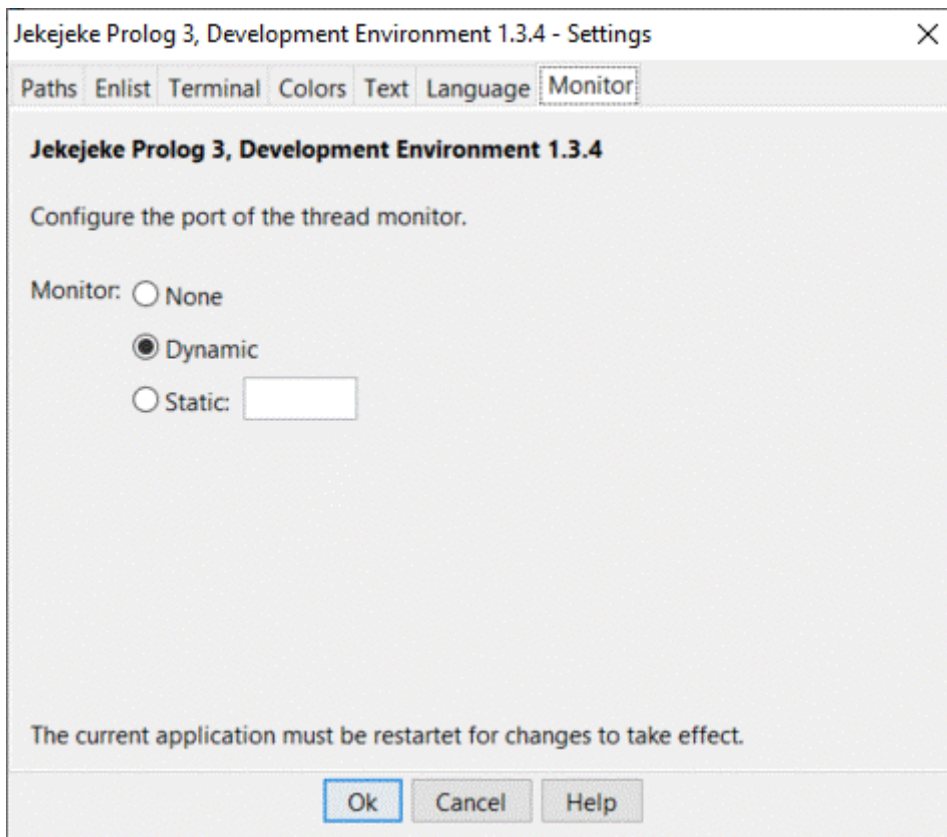 Jekejeke Prolog 3, Development Environment 1.3.4 - Settings
Paths Enlist Terminal Colors Text Language Monitor
Jekejeke Prolog 3, Development Environment 1.3.4
Configure the port of the thread monitor.
Monitor: None
Dynamic
Static:
The current application must be restartet for changes to take effect.
Ok Cancel Help